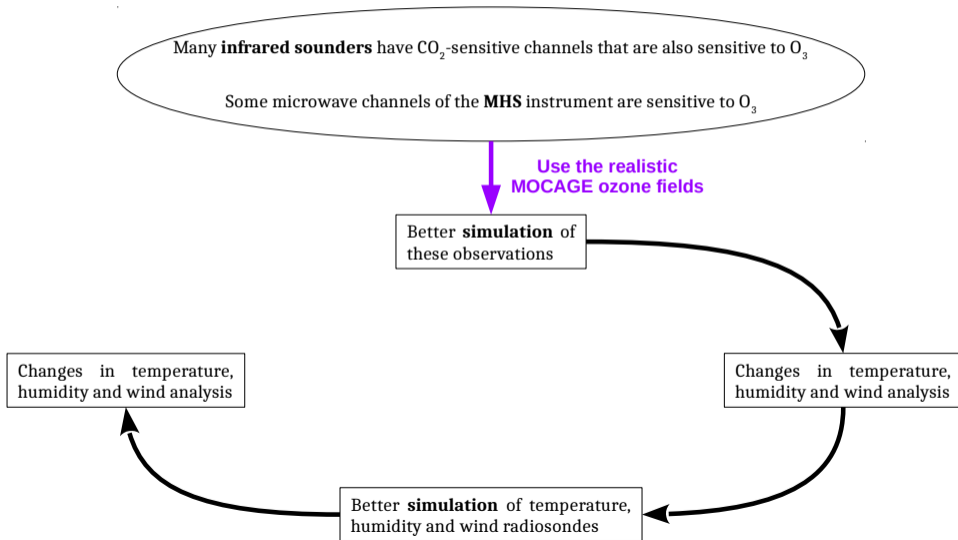 Many infrared sounders have CO₂-sensitive channels that are also sensitive to O₃
Some microwave channels of the MHS instrument are sensitive to O₃
Use the realistic
MOCAGE ozone fields
Better simulation of
these observations
Changes in temperature,
humidity and wind analysis
Changes in temperature,
humidity and wind analysis
Better simulation of temperature,
humidity and wind radiosondes